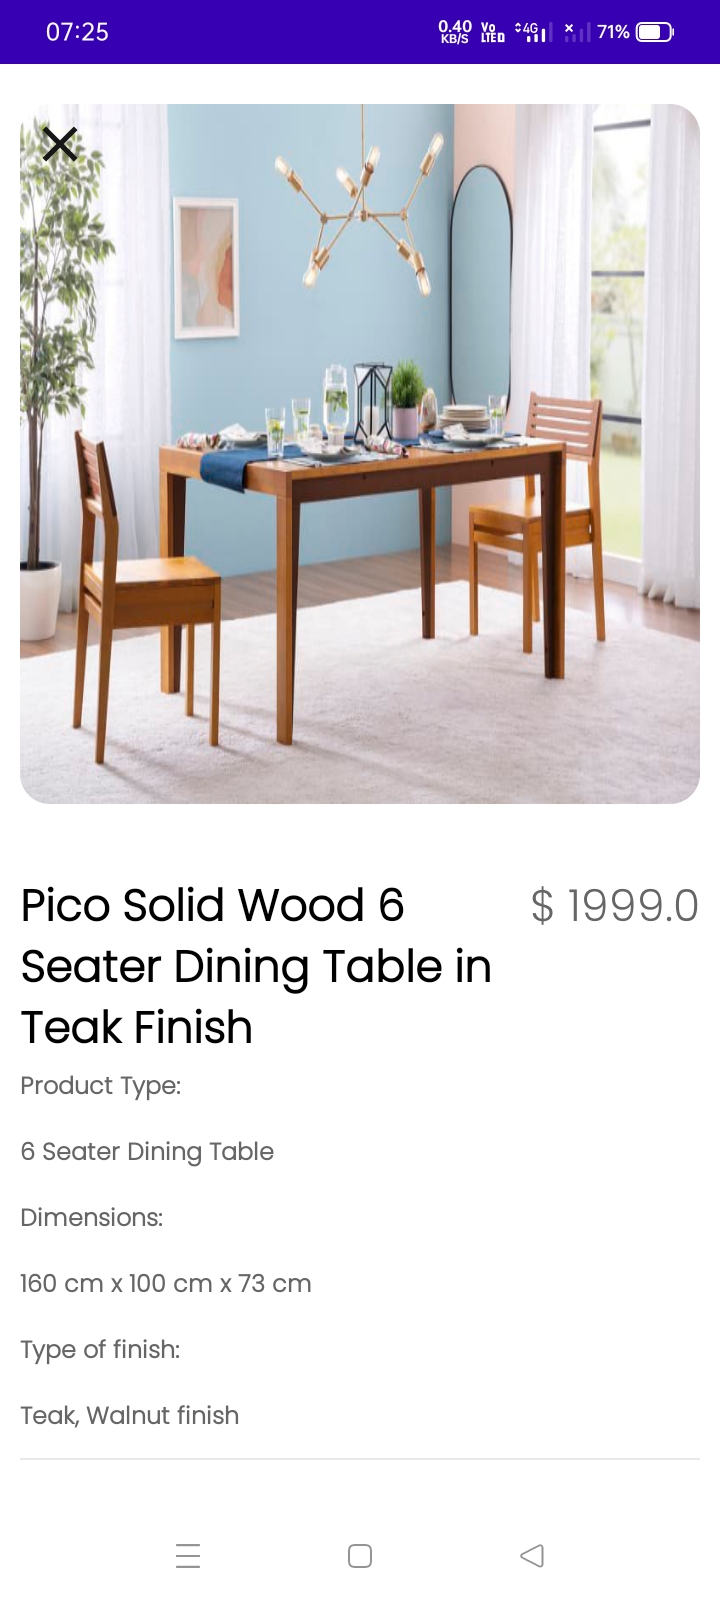 07:25
0.40 KB/S Vo LTE D 4G 71%
Pico Solid Wood 6
Seater Dining Table in
Teak Finish
$ 1999.0
Product Type:
6 Seater Dining Table
Dimensions:
160 cm x 100 cm x 73 cm
Type of finish:
Teak, Walnut finish